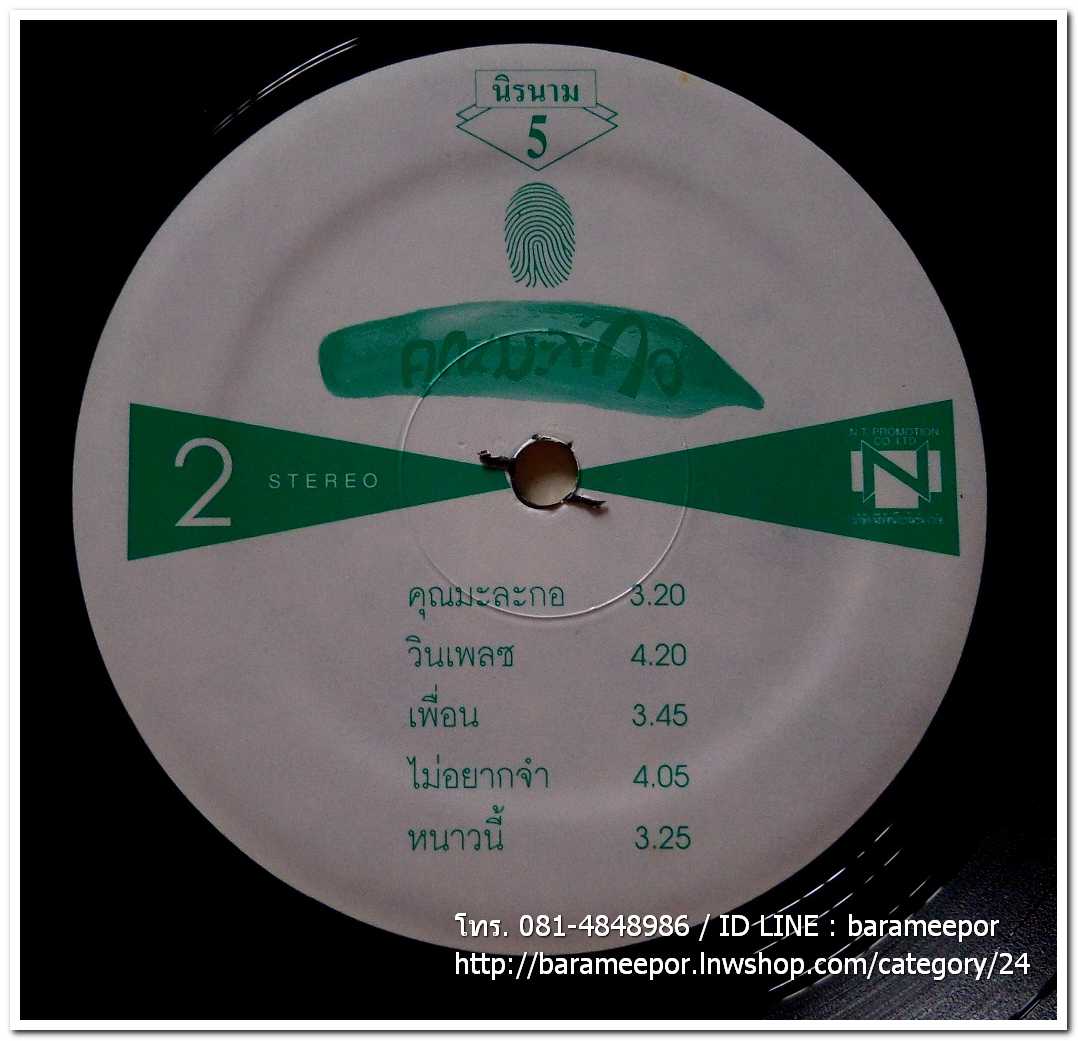 นิรนาม
5
คุณมะละกอ
2 STEREO
N.T. PROMOTION
CO.,LTD.
N
คุณมะละกอ 3.20
วินเพลซ 4.20
เพื่อน 3.45
ไม่อยากจำ 4.05
หนาวนี้ 3.25
โทร. 081-4848986 / ID LINE : barameepor
http://barameepor.lnwshop.com/category/24